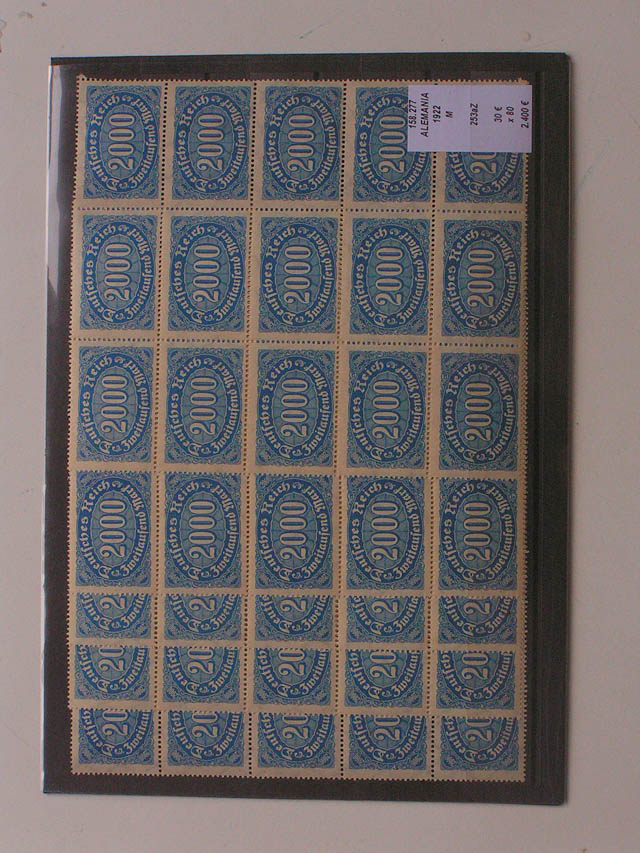 158.277
ALEMANIA
1922
M
253aZ
30 €
x 80
2.400 €
Deutsches Reich
2000
Zweitausend Mark